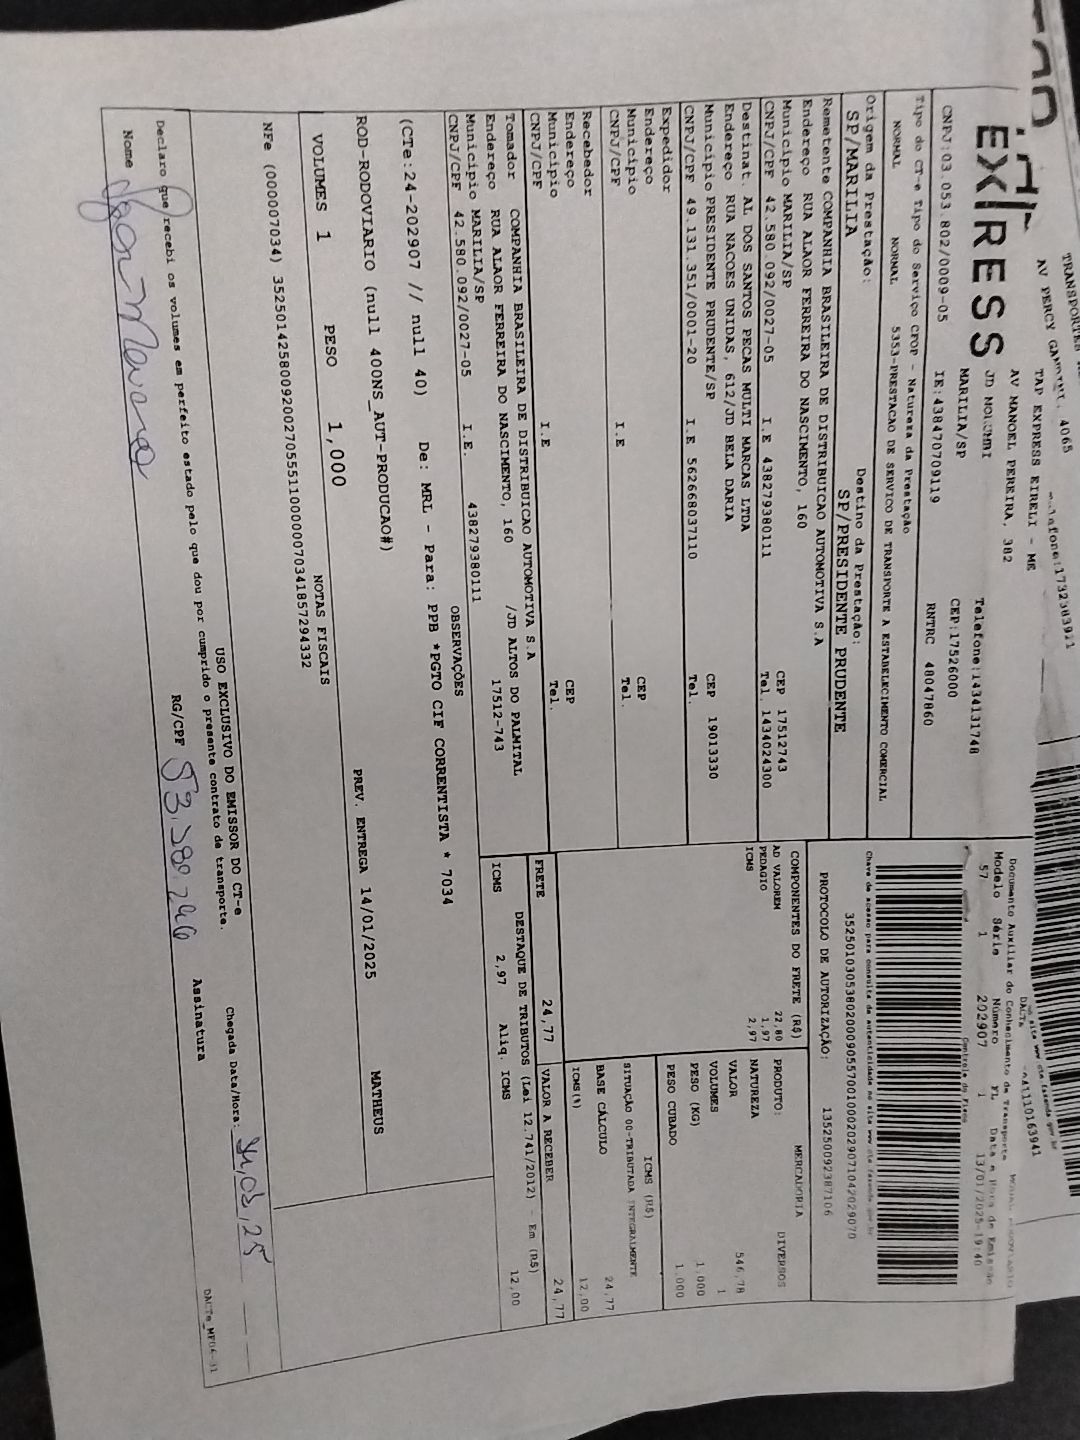 TRANSPORTES
AV PERCY GANDINI, 4065
EXPRESS
TAP EXPRESS EIRELI - ME
AV MANOEL PEREIRA, 382
JD
MARILIA/SP
Telefone:1434131748
CEP:17526000
CNPJ:03.053.802/0009-05 IE:438470709119 RNTRC 48047860
Documento Auxiliar do Conhecimento de Transporte
Modelo Série Número FL Data e Hora de Emissão
57 1 202907 1 13/01/2025-19:40
Controle do Fisco
Chave de acesso para consulta de autenticidade no site www.cte.fazenda.gov.br
35250103053802000905570010002029071042029070
PROTOCOLO DE AUTORIZAÇÃO: 135250092387106
Tipo do CT-e Tipo do Serviço CFOP - Natureza da Prestação
NORMAL NORMAL 5353-PRESTACAO DE SERVICO DE TRANSPORTE A ESTABELECIMENTO COMERCIAL
Origem da Prestação: Destino da Prestação:
SP/MARILIA SP/PRESIDENTE PRUDENTE
Remetente COMPANHIA BRASILEIRA DE DISTRIBUICAO AUTOMOTIVA S.A
Endereço RUA ALAOR FERREIRA DO NASCIMENTO, 160
Município MARILIA/SP CEP 17512743
CNPJ/CPF 42.580.092/0027-05 I.E 438279380111 Tel. 1434024300
Destinat. AL DOS SANTOS PECAS MULTI MARCAS LTDA
Endereço RUA NACOES UNIDAS, 612/JD BELA DARIA
Município PRESIDENTE PRUDENTE/SP CEP 19013330
CNPJ/CPF 49.131.351/0001-20 I.E 562668037110 Tel.
Expedidor
Endereço
Município CEP
CNPJ/CPF I.E Tel.
Recebedor
Endereço
Município CEP
CNPJ/CPF I.E Tel.
Tomador COMPANHIA BRASILEIRA DE DISTRIBUICAO AUTOMOTIVA S.A
Endereço RUA ALAOR FERREIRA DO NASCIMENTO, 160 /JD ALTOS DO PALMITAL
Município MARILIA/SP 17512-743
CNPJ/CPF 42.580.092/0027-05 I.E. 438279380111
COMPONENTES DO FRETE (R$)
AD VALOREM 22,80
PEDAGIO 1,97
ICMS 2,97
PRODUTO: MERCADORIA
NATUREZA DIVERSOS
VALOR 546,78
VOLUMES 1
PESO (KG) 1,000
PESO CUBADO 1,000
ICMS (R$)
SITUAÇÃO 00-TRIBUTADA INTEGRALMENTE
BASE CÁLCULO 24,77
ICMS(%) 12,00
FRETE 24,77 VALOR A RECEBER 24,77
DESTAQUE DE TRIBUTOS (Lei 12.741/2012) - Em (R$)
ICMS 2,97 Aliq. ICMS 12,00
OBSERVAÇÕES
(CTe:24-202907 // null 40) De: MRL - Para: PPB *PGTO CIF CORRENTISTA * 7034
ROD-RODOVIARIO (null 400NS_AUT-PRODUCAO#)
PREV. ENTREGA 14/01/2025 MATHEUS
VOLUMES 1 PESO 1,000
NOTAS FISCAIS
NFe (000007034) 35250142580092002705551100000070341857294332
USO EXCLUSIVO DO EMISSOR DO CT-e
Declaro que recebi os volumes em perfeito estado pelo que dou por cumprido o presente contrato de transporte.
Chegada Data/Hora:
Nome RG/CPF 53.580.246 Assinatura